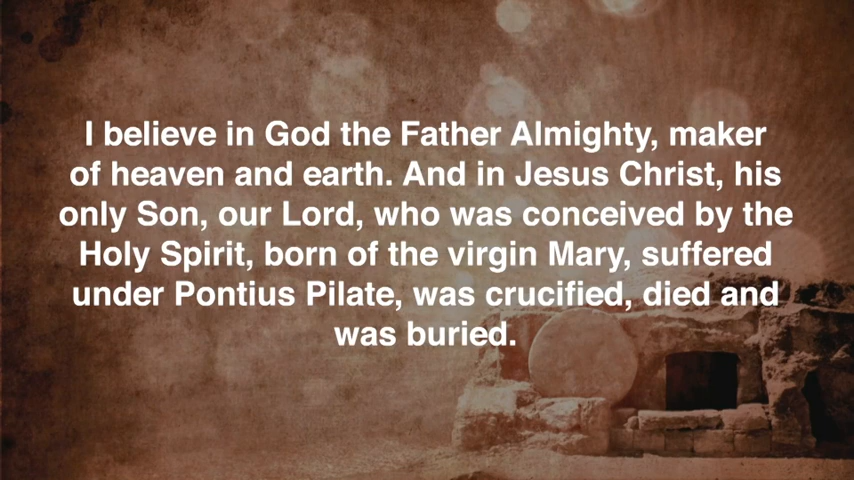 I believe in God the Father Almighty, maker
of heaven and earth. And in Jesus Christ, his
only Son, our Lord, who was conceived by the
Holy Spirit, born of the virgin Mary, suffered
under Pontius Pilate, was crucified, died and
was buried.